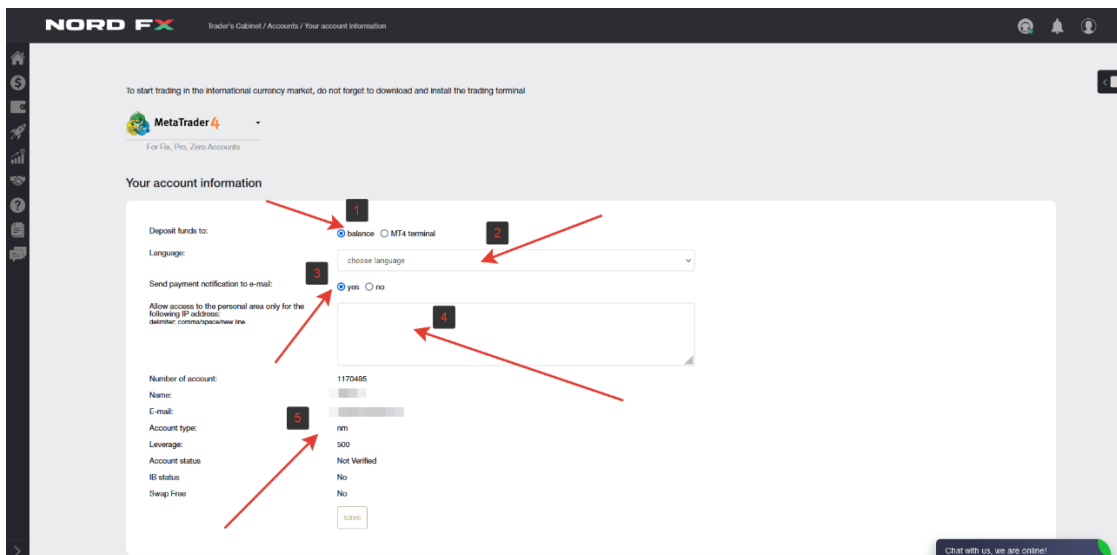 NORD FX
Trader's Cabinet / Accounts / Your account information
To start trading in the international currency market, do not forget to download and install the trading terminal
MetaTrader 4
For Fix, Pro, Zero Accounts
Your account information
1
Deposit funds to: balance MT4 terminal
2
Language: choose language
3
Send payment notification to e-mail: yes no
Allow access to the personal area only for the
following IP address:
delimiter: comma/space/new line
4
Number of account: 1170485
Name:
E-mail:
5
Account type: nm
Leverage: 500
Account status Not Verified
IB status No
Swap Free No
save
Chat with us, we are online!